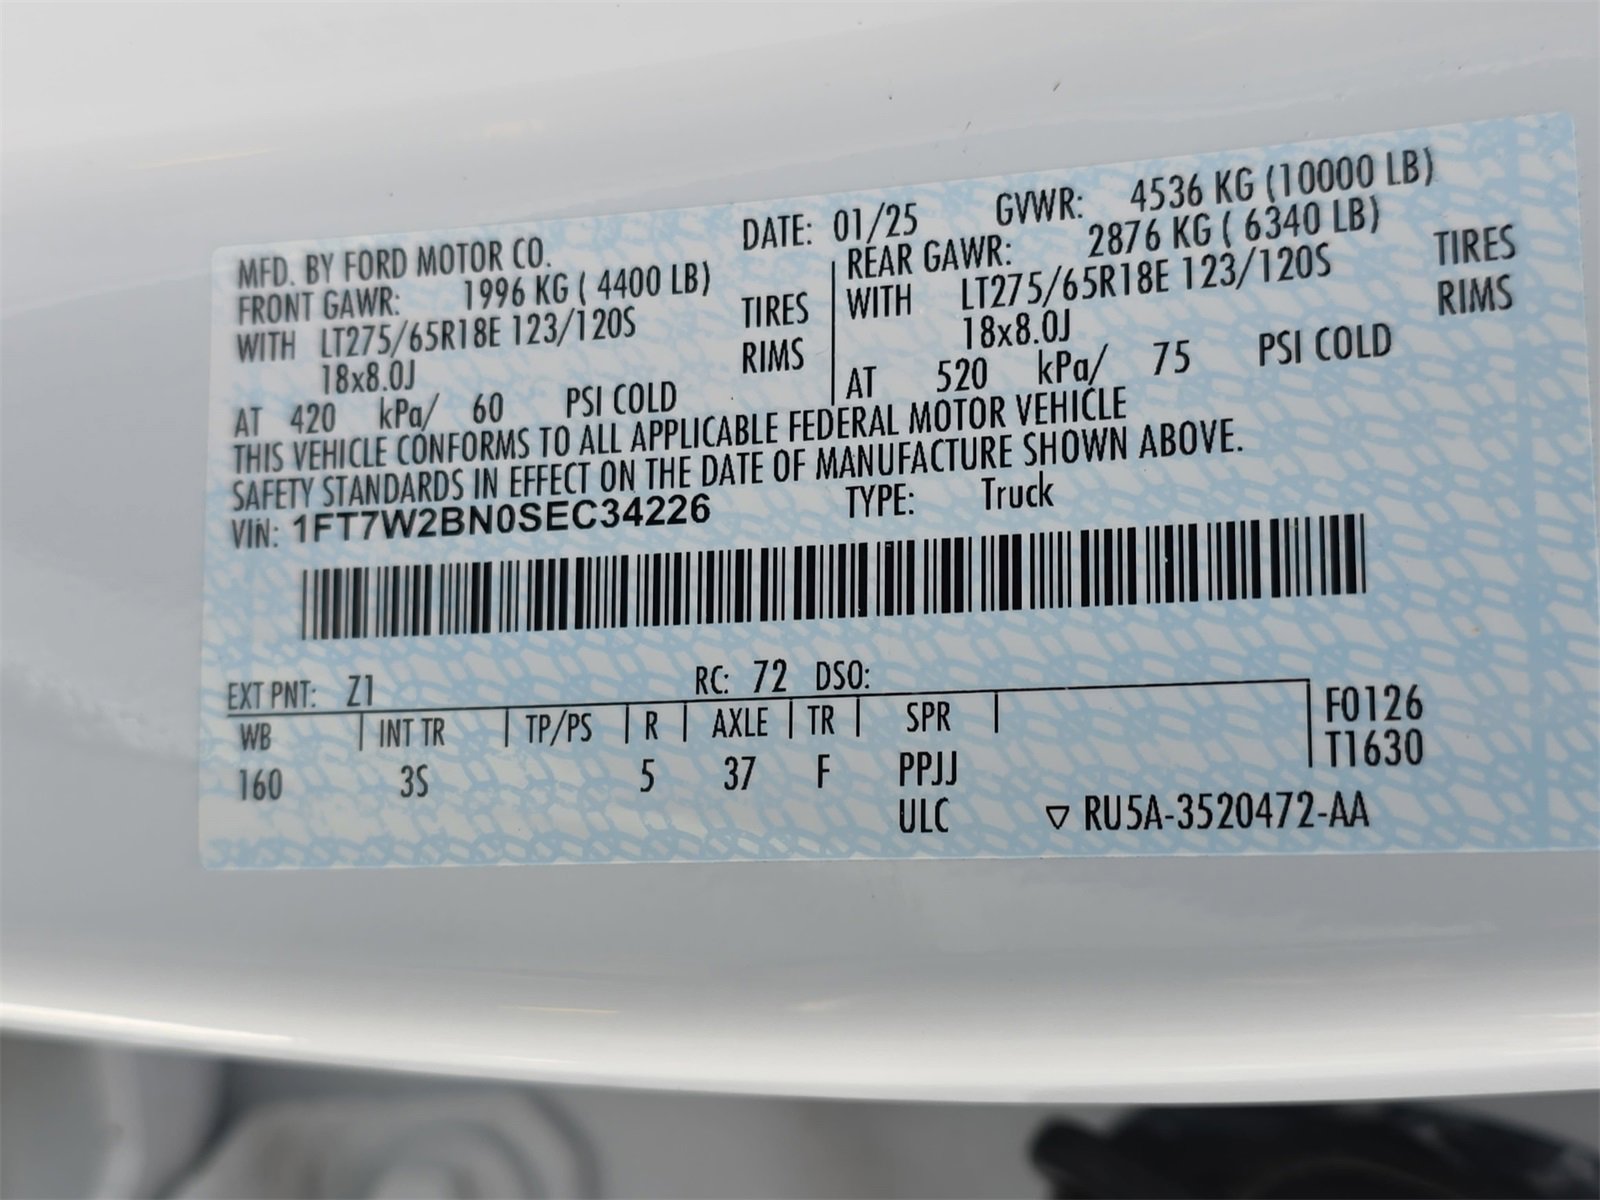 MFD. BY FORD MOTOR CO. DATE: 01/25 GVWR: 4536 KG (10000 LB)
FRONT GAWR: 1996 KG ( 4400 LB)
WITH LT275/65R18E 123/120S TIRES
18x8.0J RIMS
AT 420 kPa/ 60 PSI COLD
REAR GAWR: 2876 KG ( 6340 LB)
WITH LT275/65R18E 123/120S TIRES
18x8.0J RIMS
AT 520 kPa/ 75 PSI COLD
THIS VEHICLE CONFORMS TO ALL APPLICABLE FEDERAL MOTOR VEHICLE
SAFETY STANDARDS IN EFFECT ON THE DATE OF MANUFACTURE SHOWN ABOVE.
VIN: 1FT7W2BN0SEC34226 TYPE: Truck
EXT PNT: Z1 RC: 72 DSO:
WB | INT TR | TP/PS | R | AXLE | TR | SPR | F0126
T1630
160 3S 5 37 F PPJJ
ULC ▽ RU5A-3520472-AA